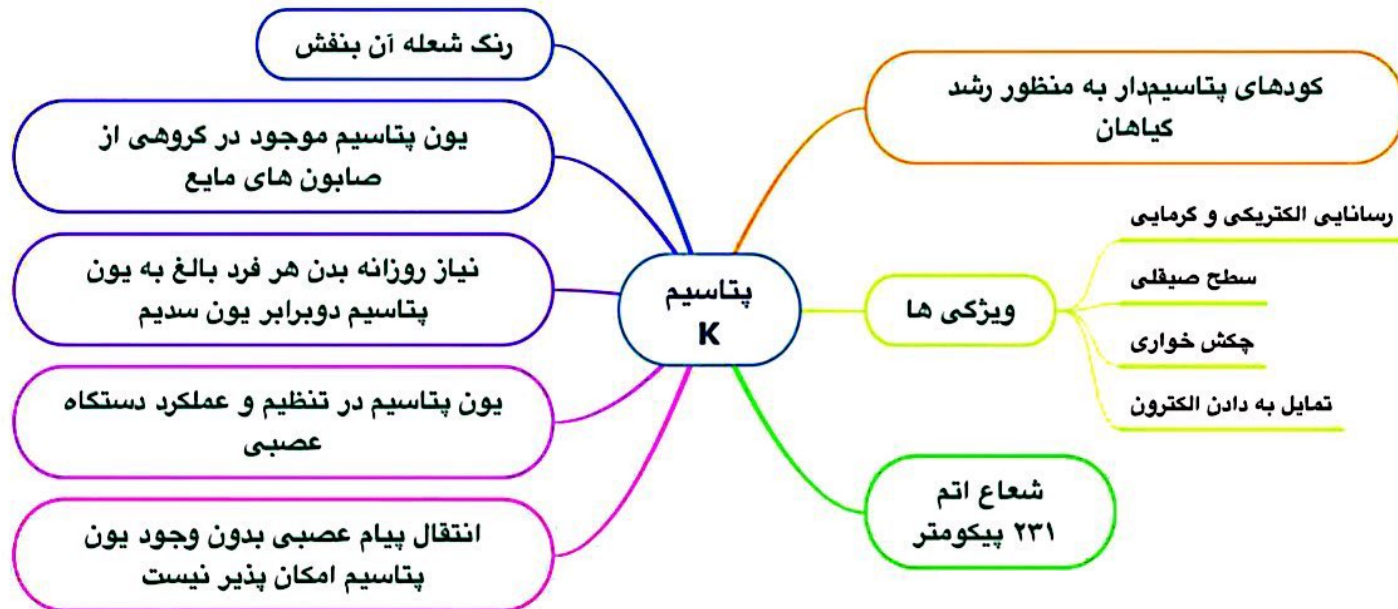 پتاسیم
K
کودهای پتاسیم‌دار به منظور رشد
گیاهان
ویژگی ها
رسانایی الکتریکی و گرمایی
سطح صیقلی
چکش خواری
تمایل به دادن الکترون
شعاع اتم
۲۳۱ پیکومتر
رنگ شعله آن بنفش
یون پتاسیم موجود در گروهی از
صابون های مایع
نیاز روزانه بدن هر فرد بالغ به یون
پتاسیم دوبرابر یون سدیم
یون پتاسیم در تنظیم و عملکرد دستگاه
عصبی
انتقال پیام عصبی بدون وجود یون
پتاسیم امکان پذیر نیست